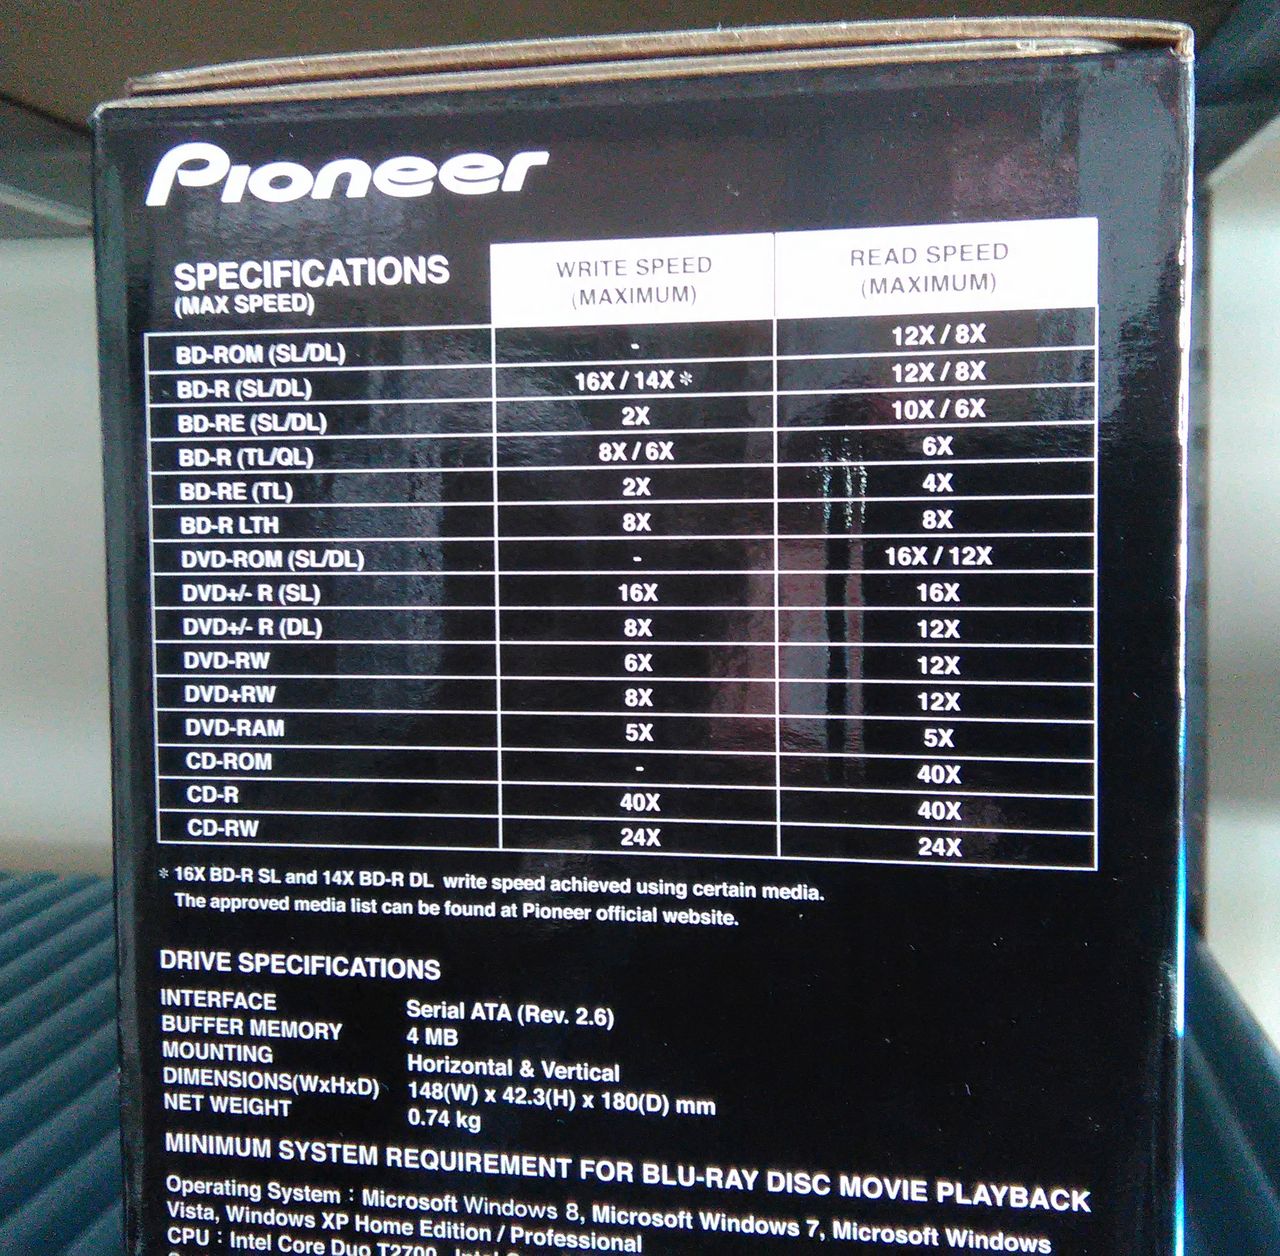 Pioneer
SPECIFICATIONS
(MAX SPEED)
WRITE SPEED
(MAXIMUM)
READ SPEED
(MAXIMUM)
BD-ROM (SL/DL) - 12X / 8X
BD-R (SL/DL) 16X / 14X * 12X / 8X
BD-RE (SL/DL) 2X 10X / 6X
BD-R (TL/QL) 8X / 6X 6X
BD-RE (TL) 2X 4X
BD-R LTH 8X 8X
DVD-ROM (SL/DL) - 16X / 12X
DVD+/- R (SL) 16X 16X
DVD+/- R (DL) 8X 12X
DVD-RW 6X 12X
DVD+RW 8X 12X
DVD-RAM 5X 5X
CD-ROM - 40X
CD-R 40X 40X
CD-RW 24X 24X
* 16X BD-R SL and 14X BD-R DL write speed achieved using certain media.
The approved media list can be found at Pioneer official website.
DRIVE SPECIFICATIONS
INTERFACE Serial ATA (Rev. 2.6)
BUFFER MEMORY 4 MB
MOUNTING Horizontal & Vertical
DIMENSIONS(WxHxD) 148(W) x 42.3(H) x 180(D) mm
NET WEIGHT 0.74 kg
MINIMUM SYSTEM REQUIREMENT FOR BLU-RAY DISC MOVIE PLAYBACK
Operating System : Microsoft Windows 8, Microsoft Windows 7, Microsoft Windows
Vista, Windows XP Home Edition / Professional
CPU : Intel Core Duo T2700